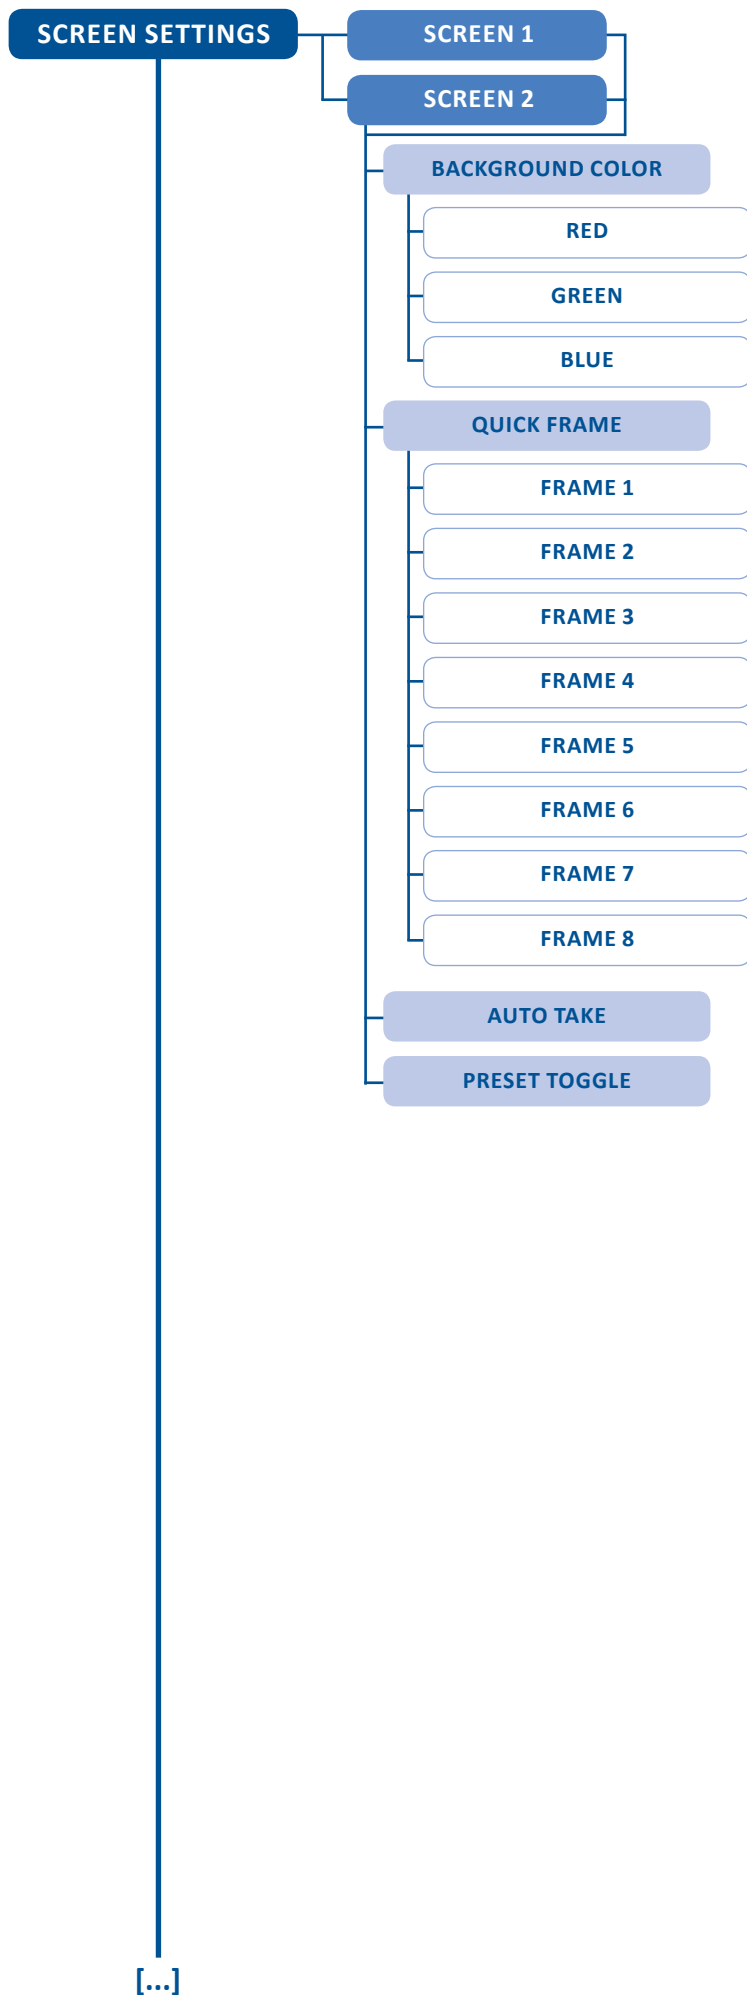 SCREEN SETTINGS
SCREEN 1
SCREEN 2
BACKGROUND COLOR
RED
GREEN
BLUE
QUICK FRAME
FRAME 1
FRAME 2
FRAME 3
FRAME 4
FRAME 5
FRAME 6
FRAME 7
FRAME 8
AUTO TAKE
PRESET TOGGLE
[...]